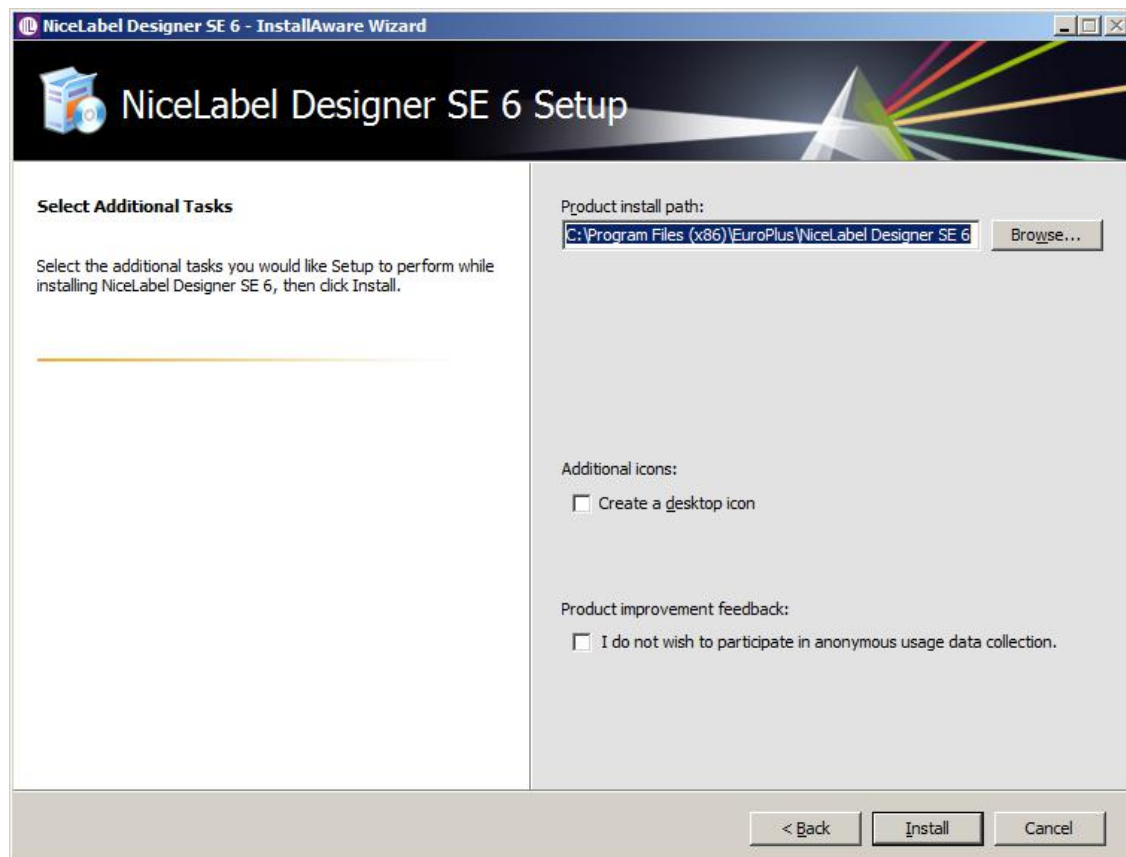 NiceLabel Designer SE 6 - InstallAware Wizard
NiceLabel Designer SE 6 Setup
Select Additional Tasks
Select the additional tasks you would like Setup to perform while
installing NiceLabel Designer SE 6, then click Install.
Product install path:
C:\Program Files (x86)\EuroPlus\NiceLabel Designer SE 6
Browse...
Additional icons:
Create a desktop icon
Product improvement feedback:
I do not wish to participate in anonymous usage data collection.
< Back
Install
Cancel